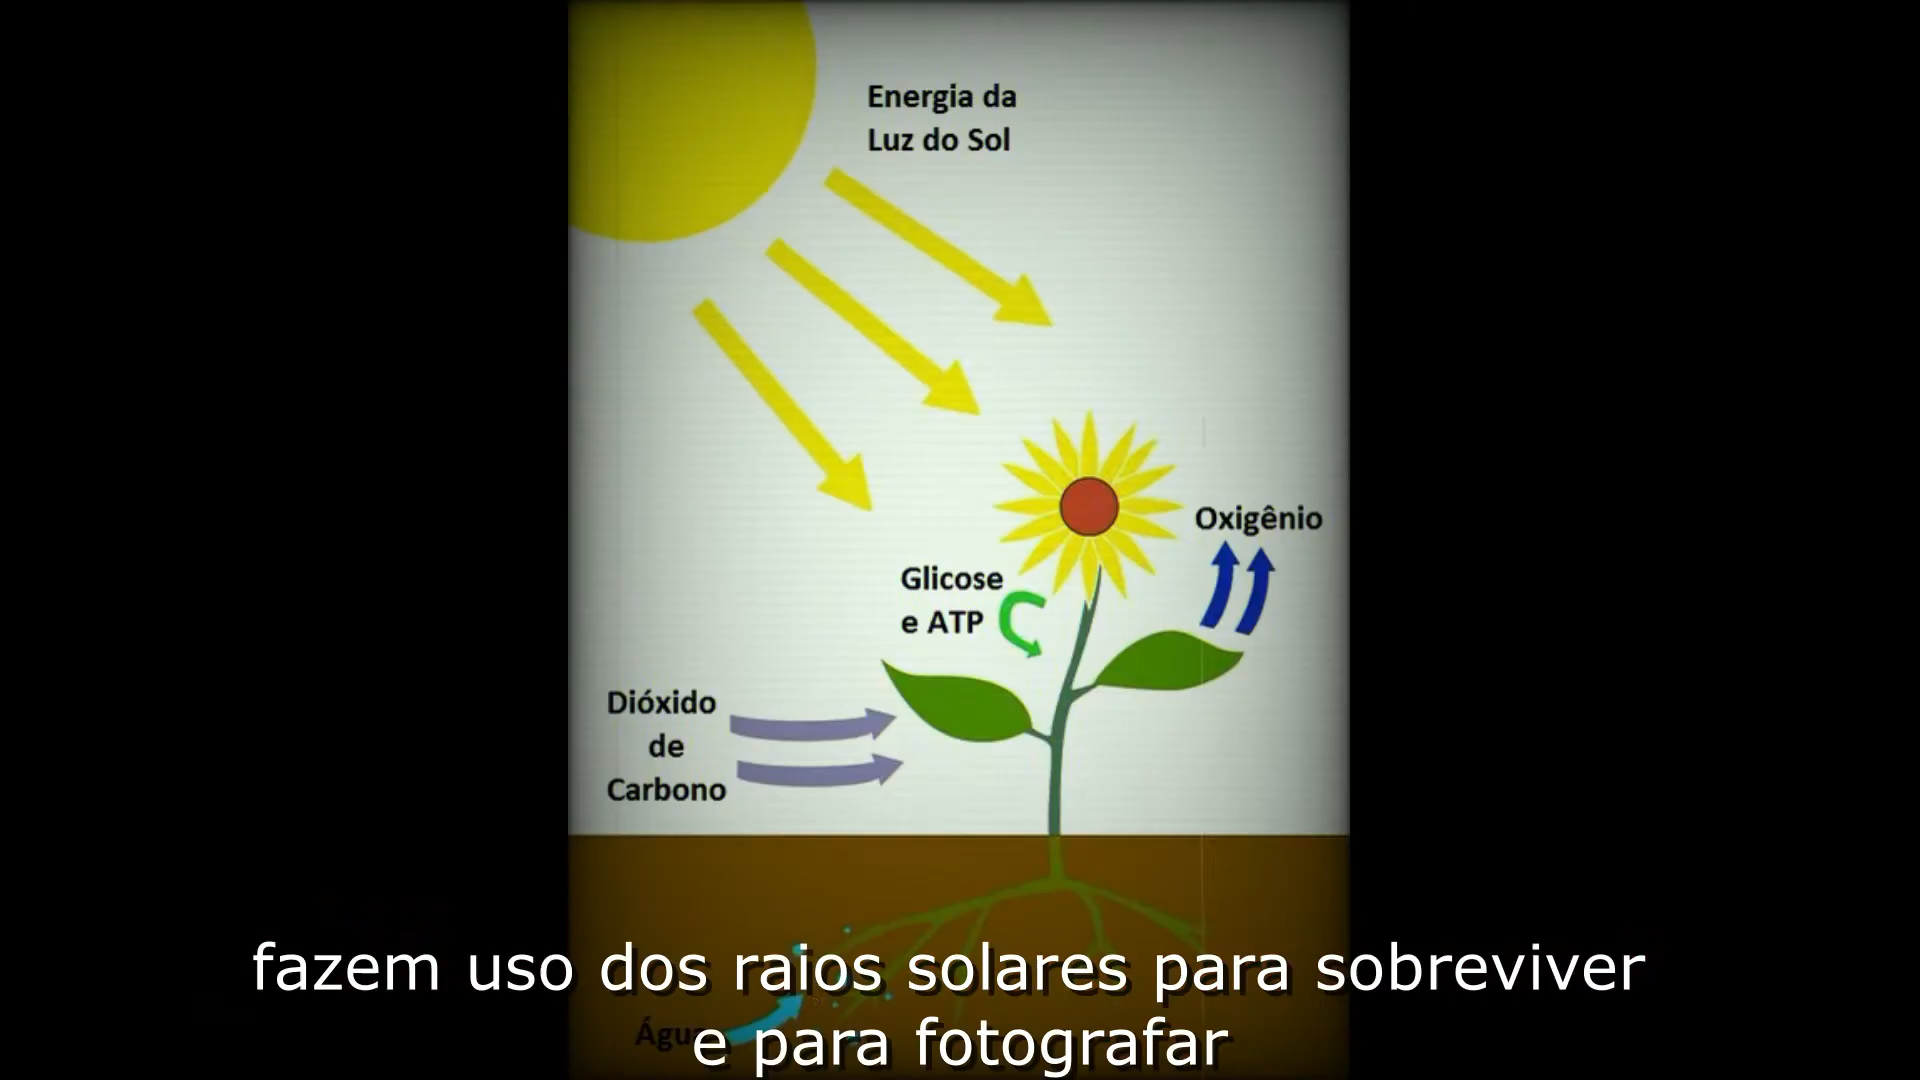 Energia da
Luz do Sol
Oxigênio
Glicose
e ATP
Dióxido
de
Carbono
fazem uso dos raios solares para sobreviver
e para fotografar